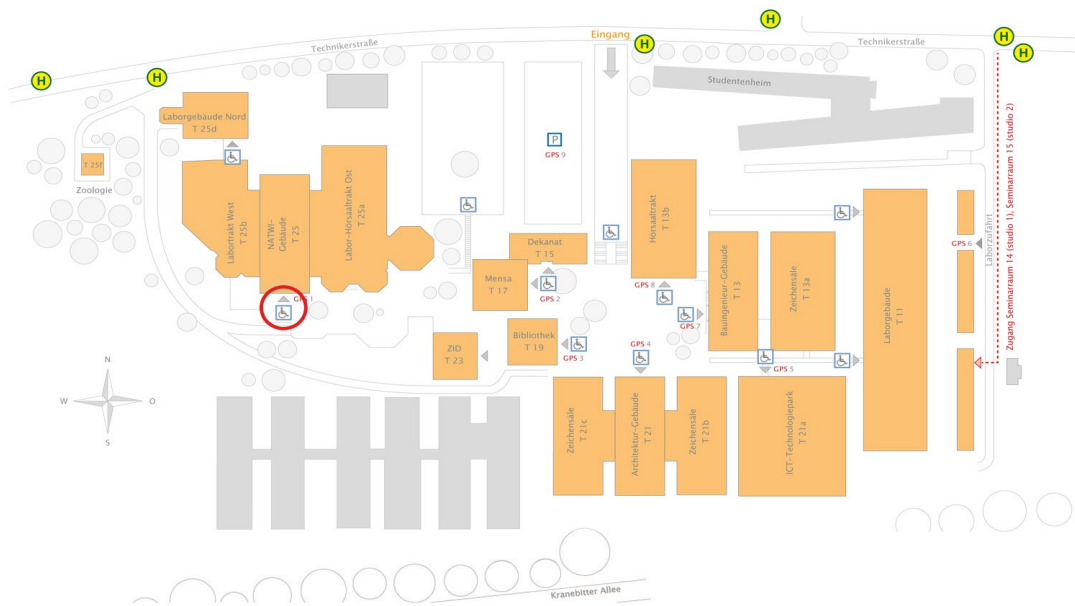 H
H
Eingang
H
H
H
H
Technikerstraße
Technikerstraße
Studentenheim
Laborgebäude Nord
T 25d
T 25f
Zoologie
Labortrakt West
T 25b
NATWI-
Gebäude
T 25
Labor-Hörsaaltrakt Ost
T 25a
GPS 1
P
GPS 9
Dekanat
T 15
Mensa
T 17
GPS 2
Bibliothek
T 19
GPS 3
ZID
T 23
Hörsaaltrakt
T 13b
GPS 8
GPS 7
Bauingenieur-Gebäude
T 13
Zeichensäle
T 13a
Laborgebäude
T 11
GPS 6
Laborzufahrt
Zugang Seminarraum 14 (studio 1), Seminarraum 15 (studio 2)
GPS 4
GPS 5
Zeichensäle
T 21c
Architektur-Gebäude
T 21
Zeichensäle
T 21b
ICT-Technologiepark
T 21a
N
W
O
S
Kranebitter Allee